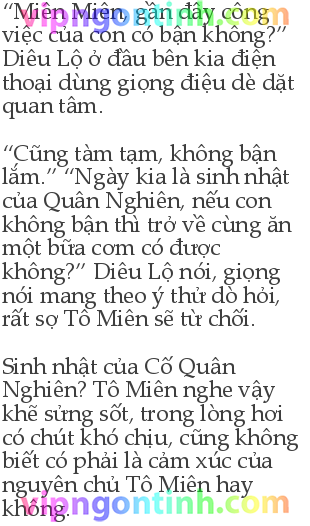 “Miên Miên, gần đây công
vipngontinh.com
việc của con có bận không?”
Diêu Lộ ở đầu bên kia điện
thoại dùng giọng điệu dè dặt
quan tâm.
“Cũng tàm tạm, không bận
lắm.” “Ngày kia là sinh nhật
của Quân Nghiên, nếu con
không bận thì trở về cùng ăn
một bữa cơm có được
không?” Diêu Lộ nói, giọng
nói mang theo ý thử dò hỏi,
rất sợ Tô Miên sẽ từ chối.
Sinh nhật của Cố Quân
Nghiên? Tô Miên nghe vậy
khẽ sửng sốt, trong lòng hơi
có chút khó chịu, cũng không
biết có phải là cảm xúc của
nguyên chủ Tô Miên hay
không.
vipngontinh.com